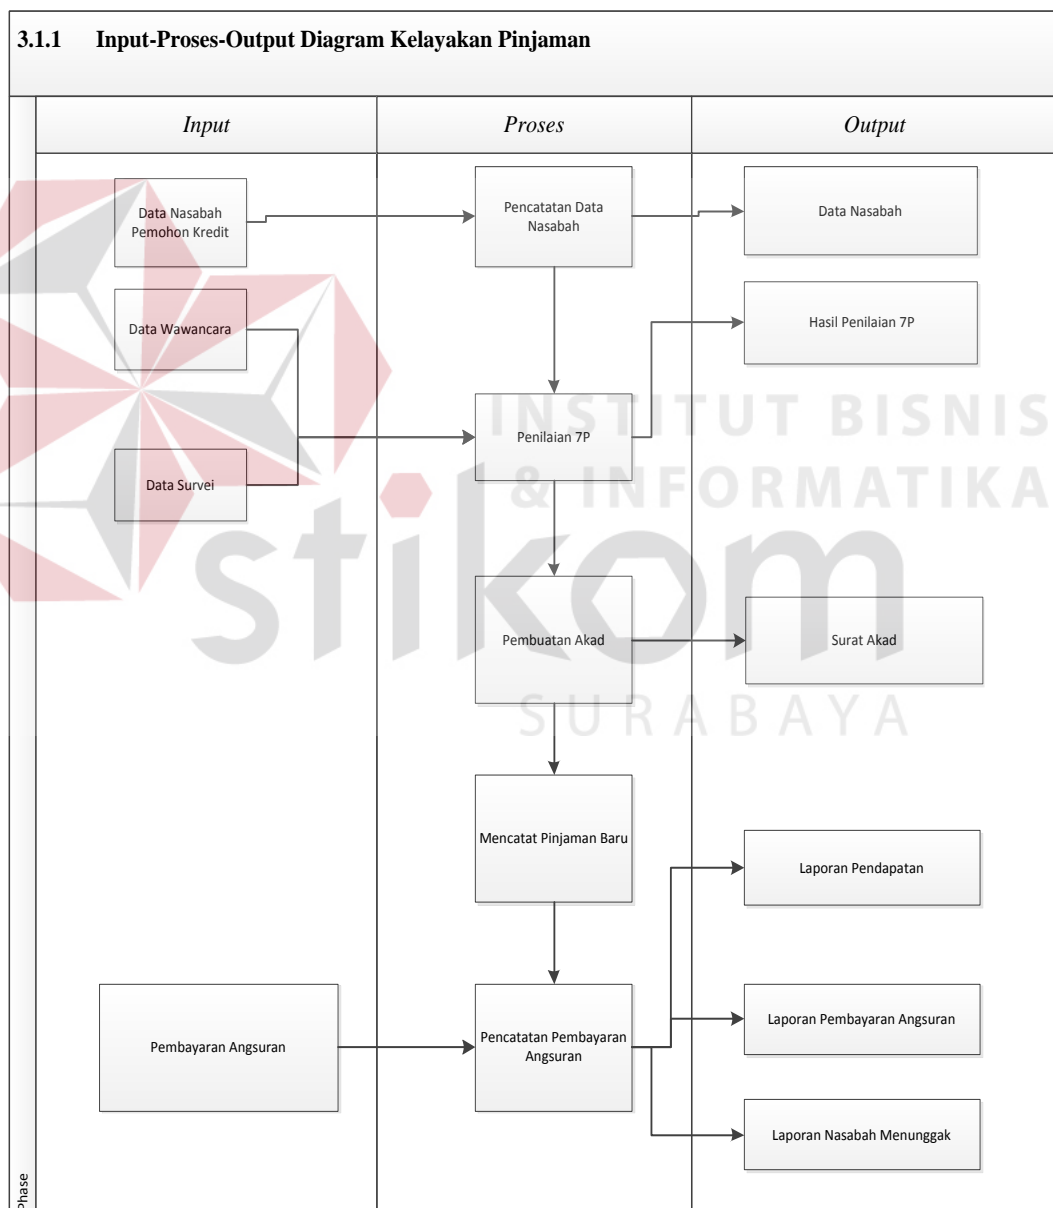 3.1.1 Input-Proses-Output Diagram Kelayakan Pinjaman
Input
Proses
Output
Data Nasabah
Pemohon Kredit
Pencatatan Data
Nasabah
Data Nasabah
Data Wawancara
Hasil Penilaian 7P
Penilaian 7P
Data Survei
INSTITUT BISNIS
& INFORMATIKA
stikom
SURABAYA
Pembuatan Akad
Surat Akad
Mencatat Pinjaman Baru
Laporan Pendapatan
Pembayaran Angsuran
Pencatatan Pembayaran
Angsuran
Laporan Pembayaran Angsuran
Laporan Nasabah Menunggak
Phase